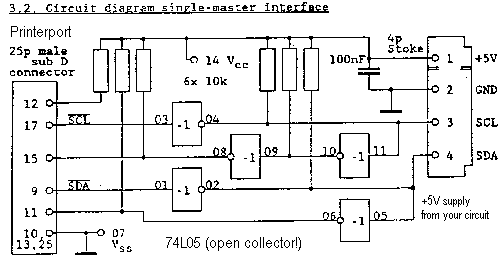 3.2. Circuit diagram single-master interface
Printerport
25p male
sub D
connector
14 Vcc
6x 10k
100nF
4p
Stoke
1 +5V
2 GND
3 SCL
4 SDA
12
17 SCL 03 -1 04
15 08 -1 09 10 -1 11
9 SDA 01 -1 02
11 06 -1 05
10
13,25
07
Vss
74L05 (open collector!)
+5V supply
from your circuit